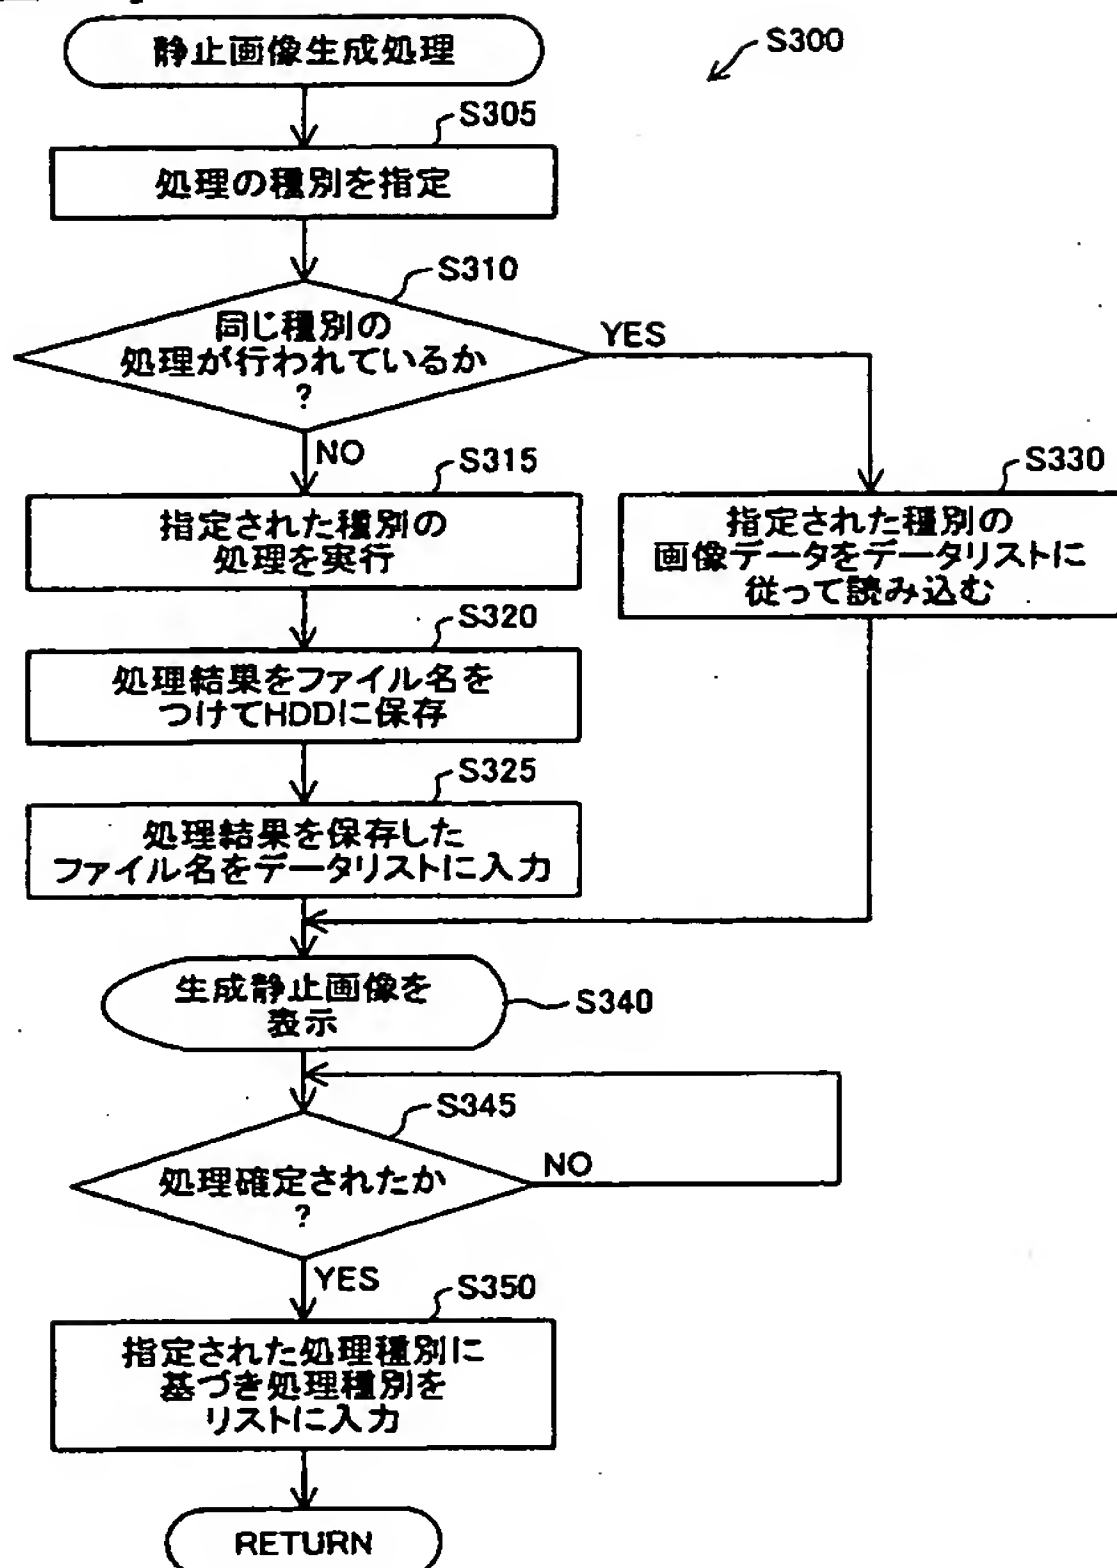 静止画像生成処理
S300
S305
処理の種別を指定
S310
同じ種別の
処理が行われているか
?
YES
NO
S315
指定された種別の
処理を実行
S330
指定された種別の
画像データをデータリストに
従って読み込む
S320
処理結果をファイル名を
つけてHDDに保存
S325
処理結果を保存した
ファイル名をデータリストに入力
生成静止画像を
表示
S340
S345
処理確定されたか
?
NO
YES
S350
指定された処理種別に
基づき処理種別を
リストに入力
RETURN